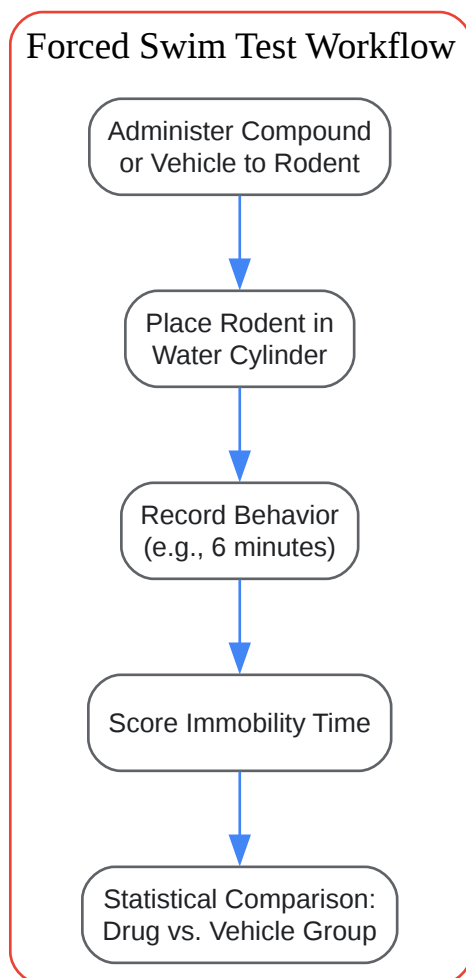 Forced Swim Test Workflow
Administer Compound
or Vehicle to Rodent
Place Rodent in
Water Cylinder
Record Behavior
(e.g., 6 minutes)
Score Immobility Time
Statistical Comparison:
Drug vs. Vehicle Group